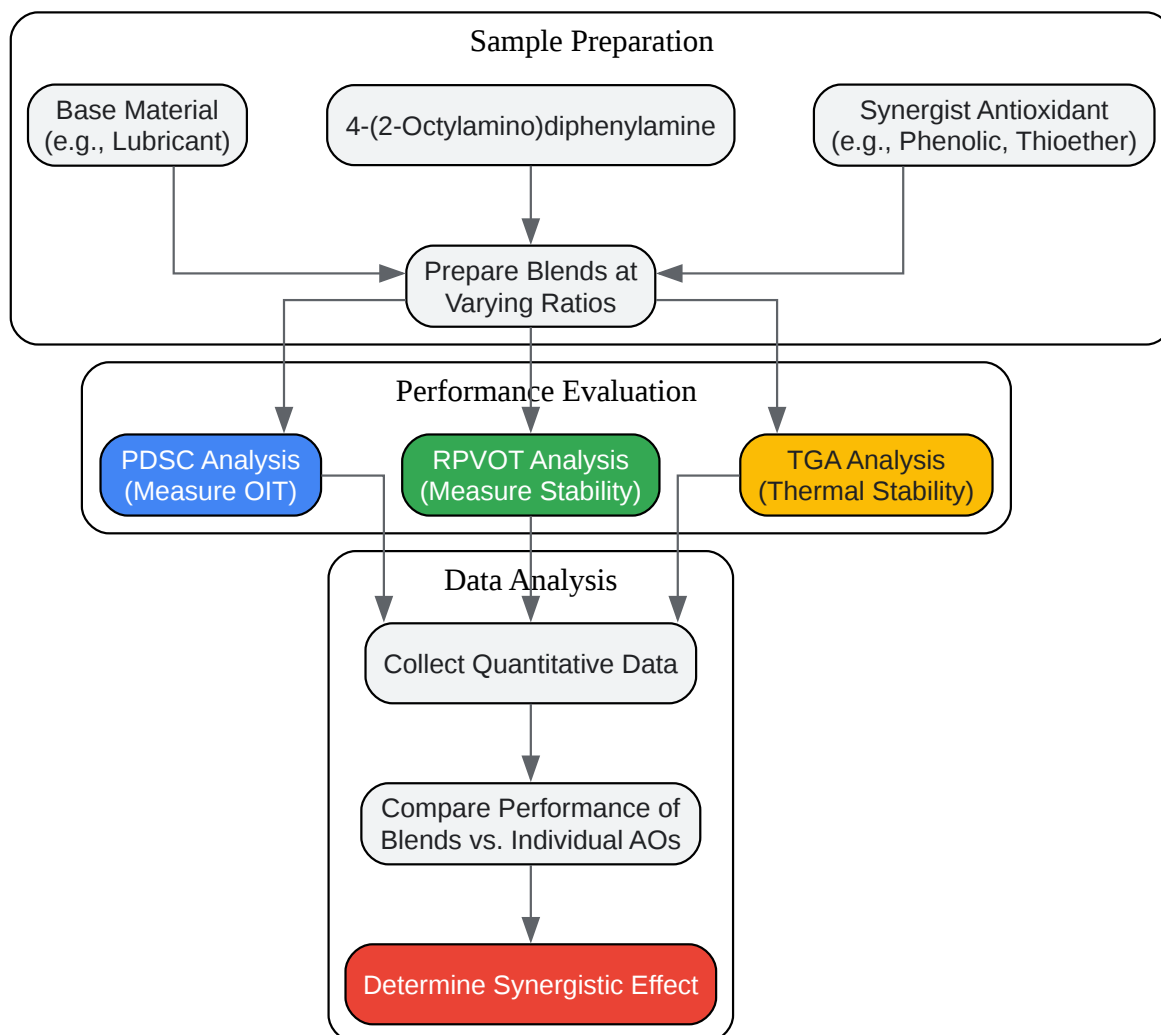 Sample Preparation
Base Material
(e.g., Lubricant)
4-(2-Octylamino)diphenylamine
Synergist Antioxidant
(e.g., Phenolic, Thioether)
Prepare Blends at
Varying Ratios
Performance Evaluation
PDSC Analysis
(Measure OIT)
RPVOT Analysis
(Measure Stability)
TGA Analysis
(Thermal Stability)
Data Analysis
Collect Quantitative Data
Compare Performance of
Blends vs. Individual AOs
Determine Synergistic Effect